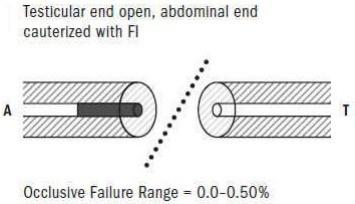 Testicular end open, abdominal end
cauterized with FI
A
T
Occlusive Failure Range = 0.0-0.50%